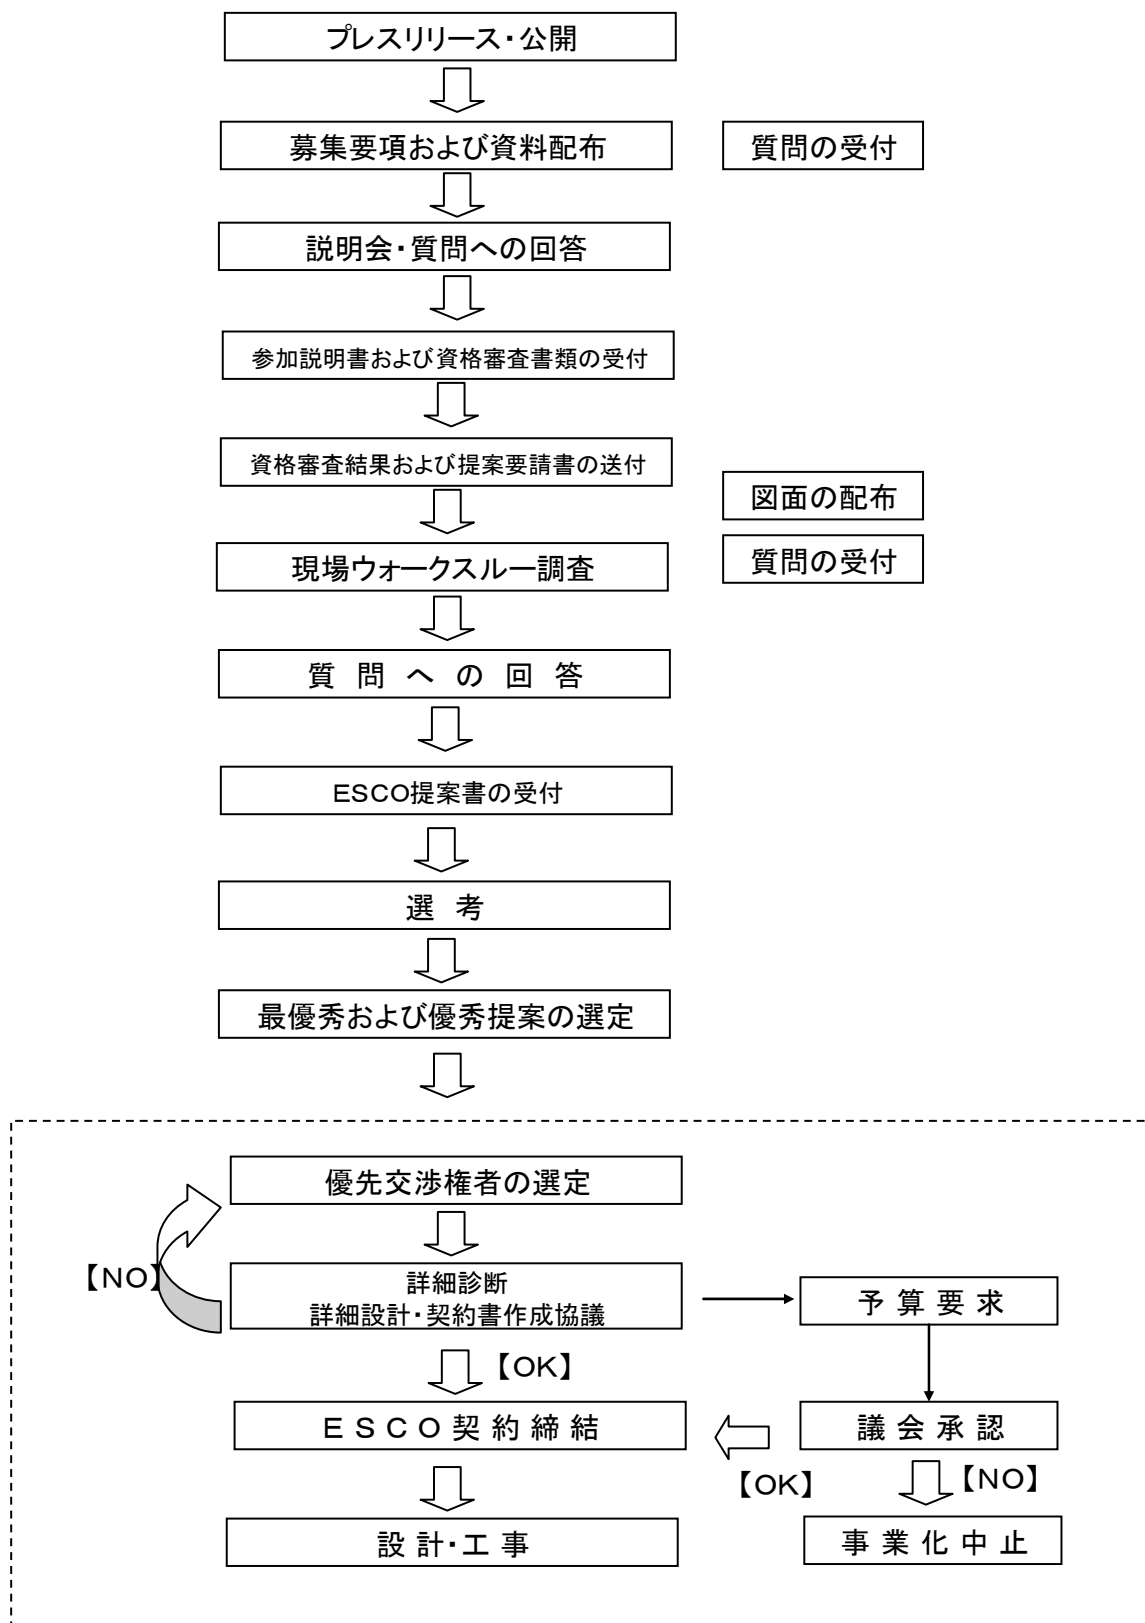 プレスリリース・公開
募集要項および資料配布
質問の受付
説明会・質問への回答
参加説明書および資格審査書類の受付
資格審査結果および提案要請書の送付
図面の配布
現場ウォークスルー調査
質問の受付
質 問 へ の 回 答
ESCO提案書の受付
選 考
最優秀および優秀提案の選定
優先交渉権者の選定
【NO】
詳細診断
詳細設計・契約書作成協議
予 算 要 求
【OK】
ESCO契約締結
議 会 承 認
【OK】
【NO】
設 計・工 事
事 業 化 中 止